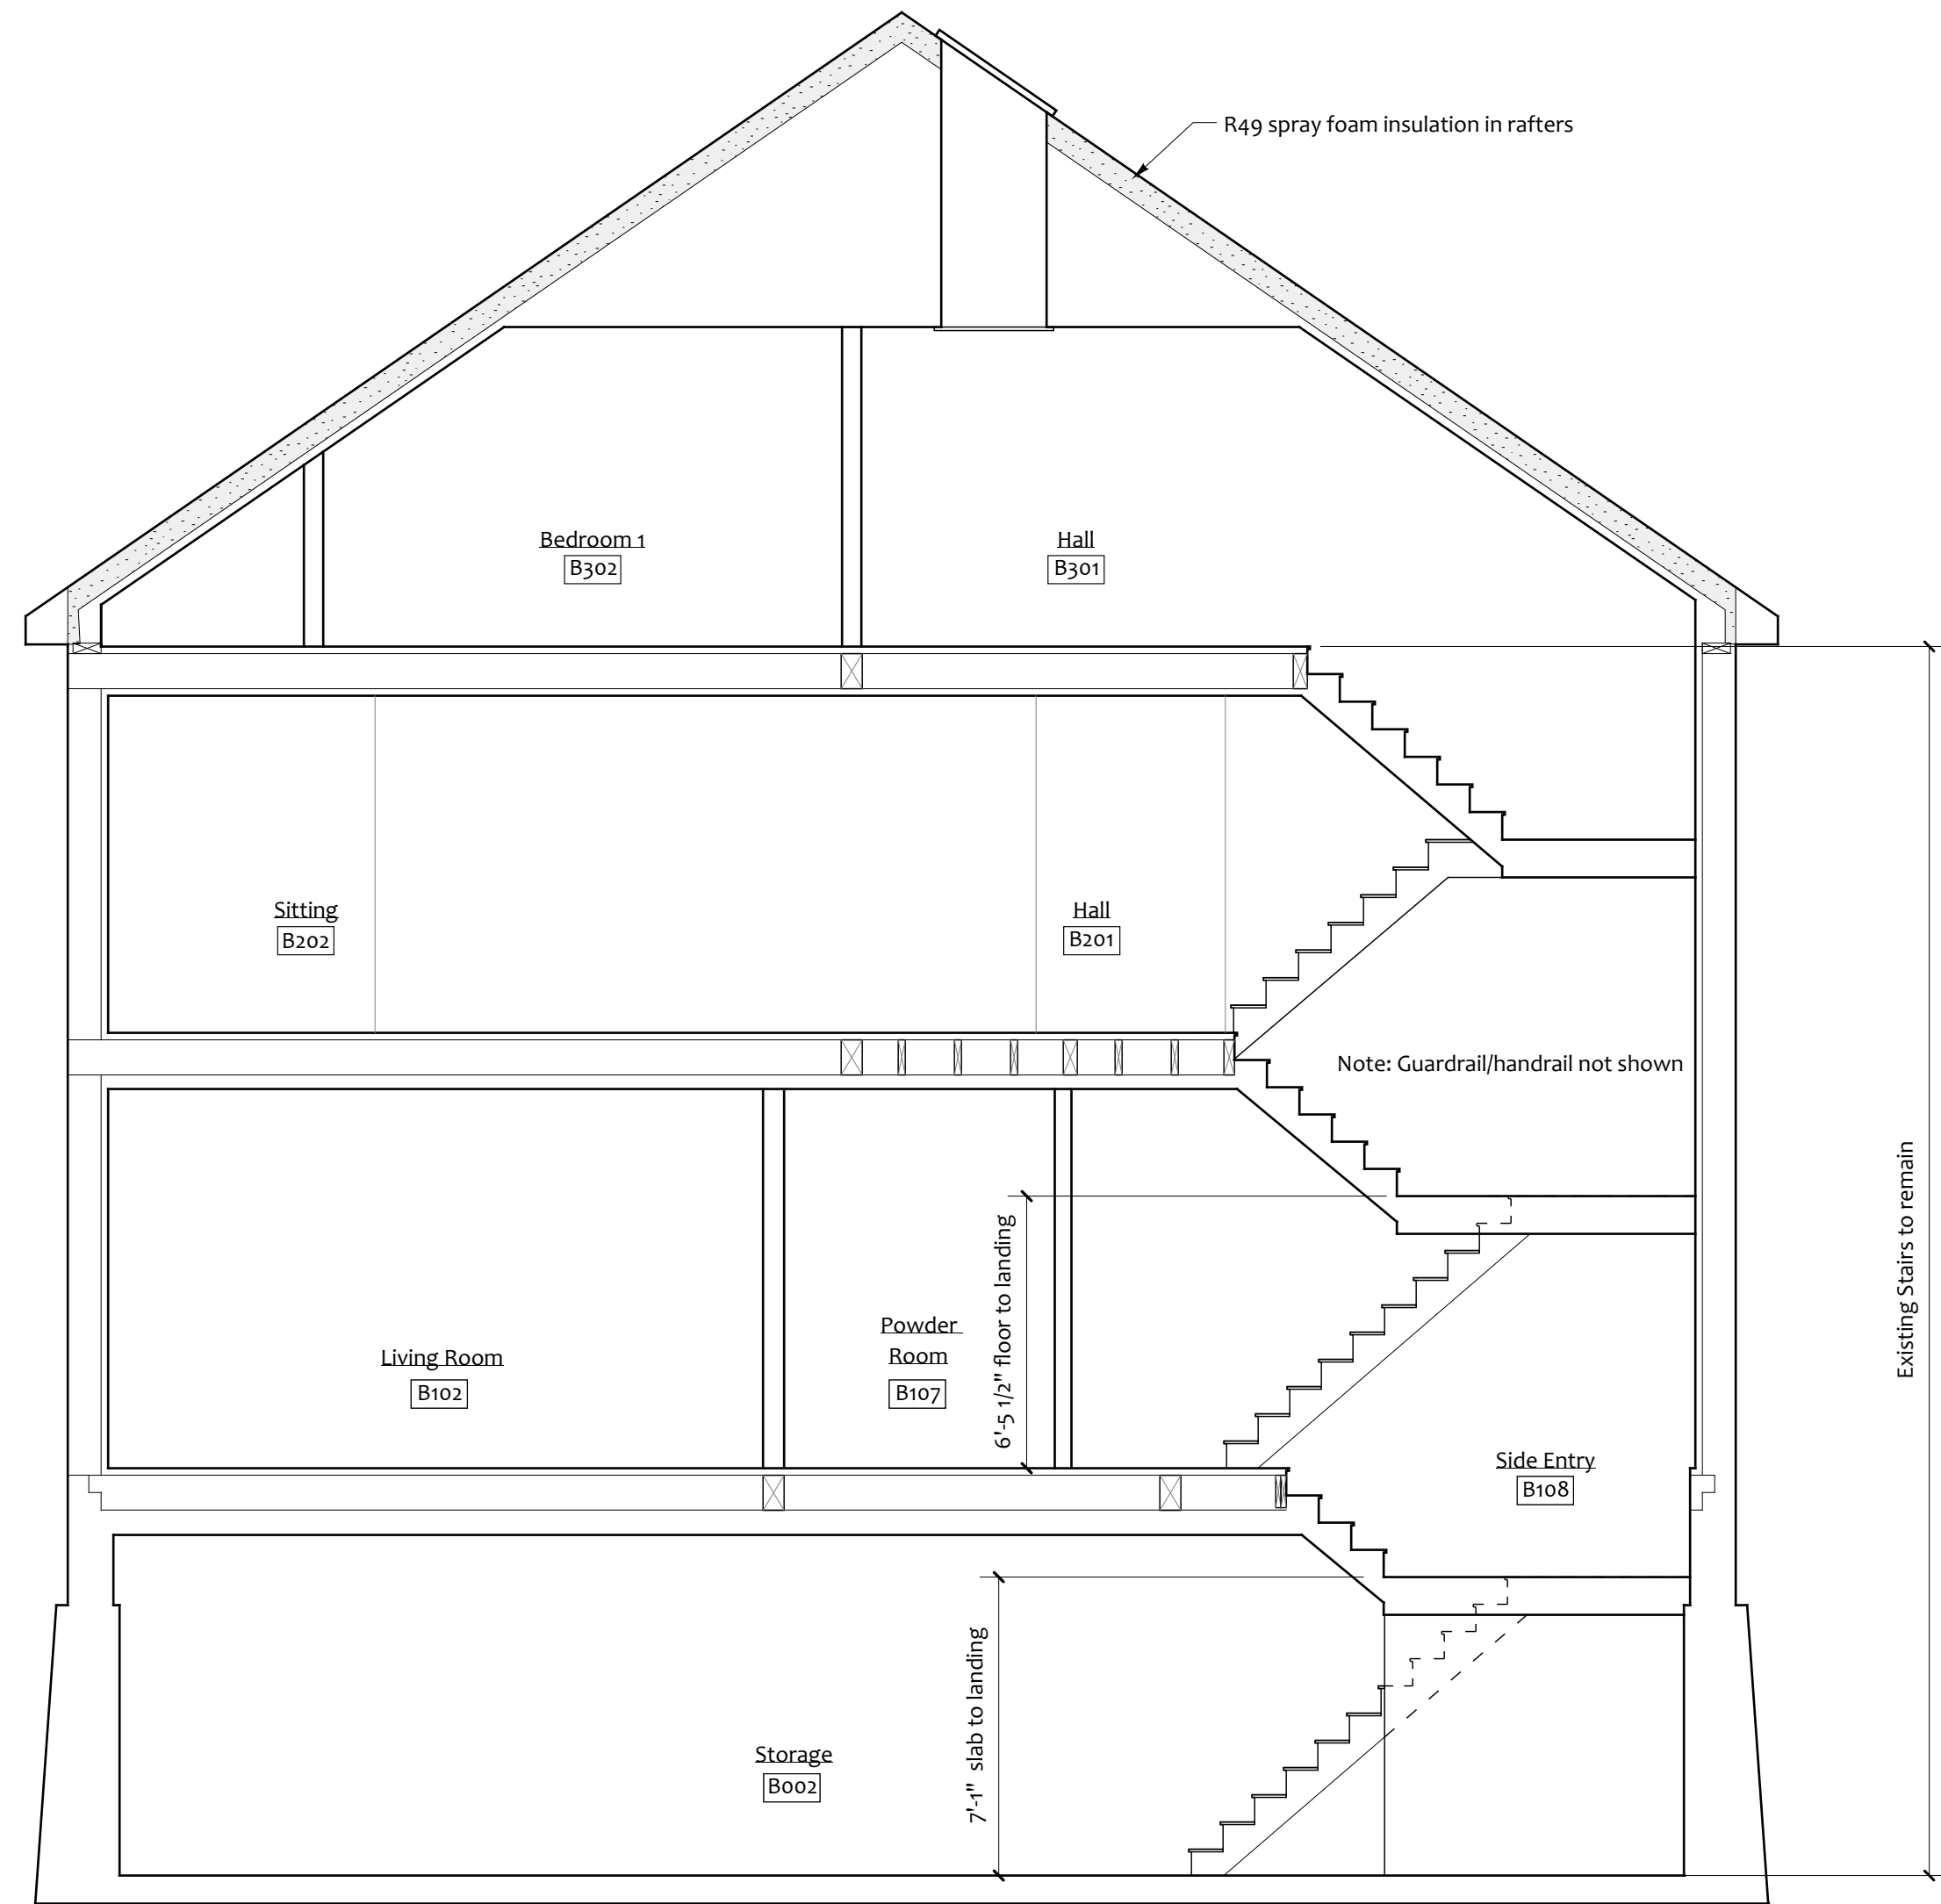 R49 spray foam insulation in rafters
Bedroom 1
B302
Hall
B301
Sitting
B202
Hall
B201
Note: Guardrail/handrail not shown
Existing Stairs to remain
6'-5 1/2" floor to landing
Living Room
B102
Powder
Room
B107
Side Entry
B108
7'-1" slab to landing
Storage
B002